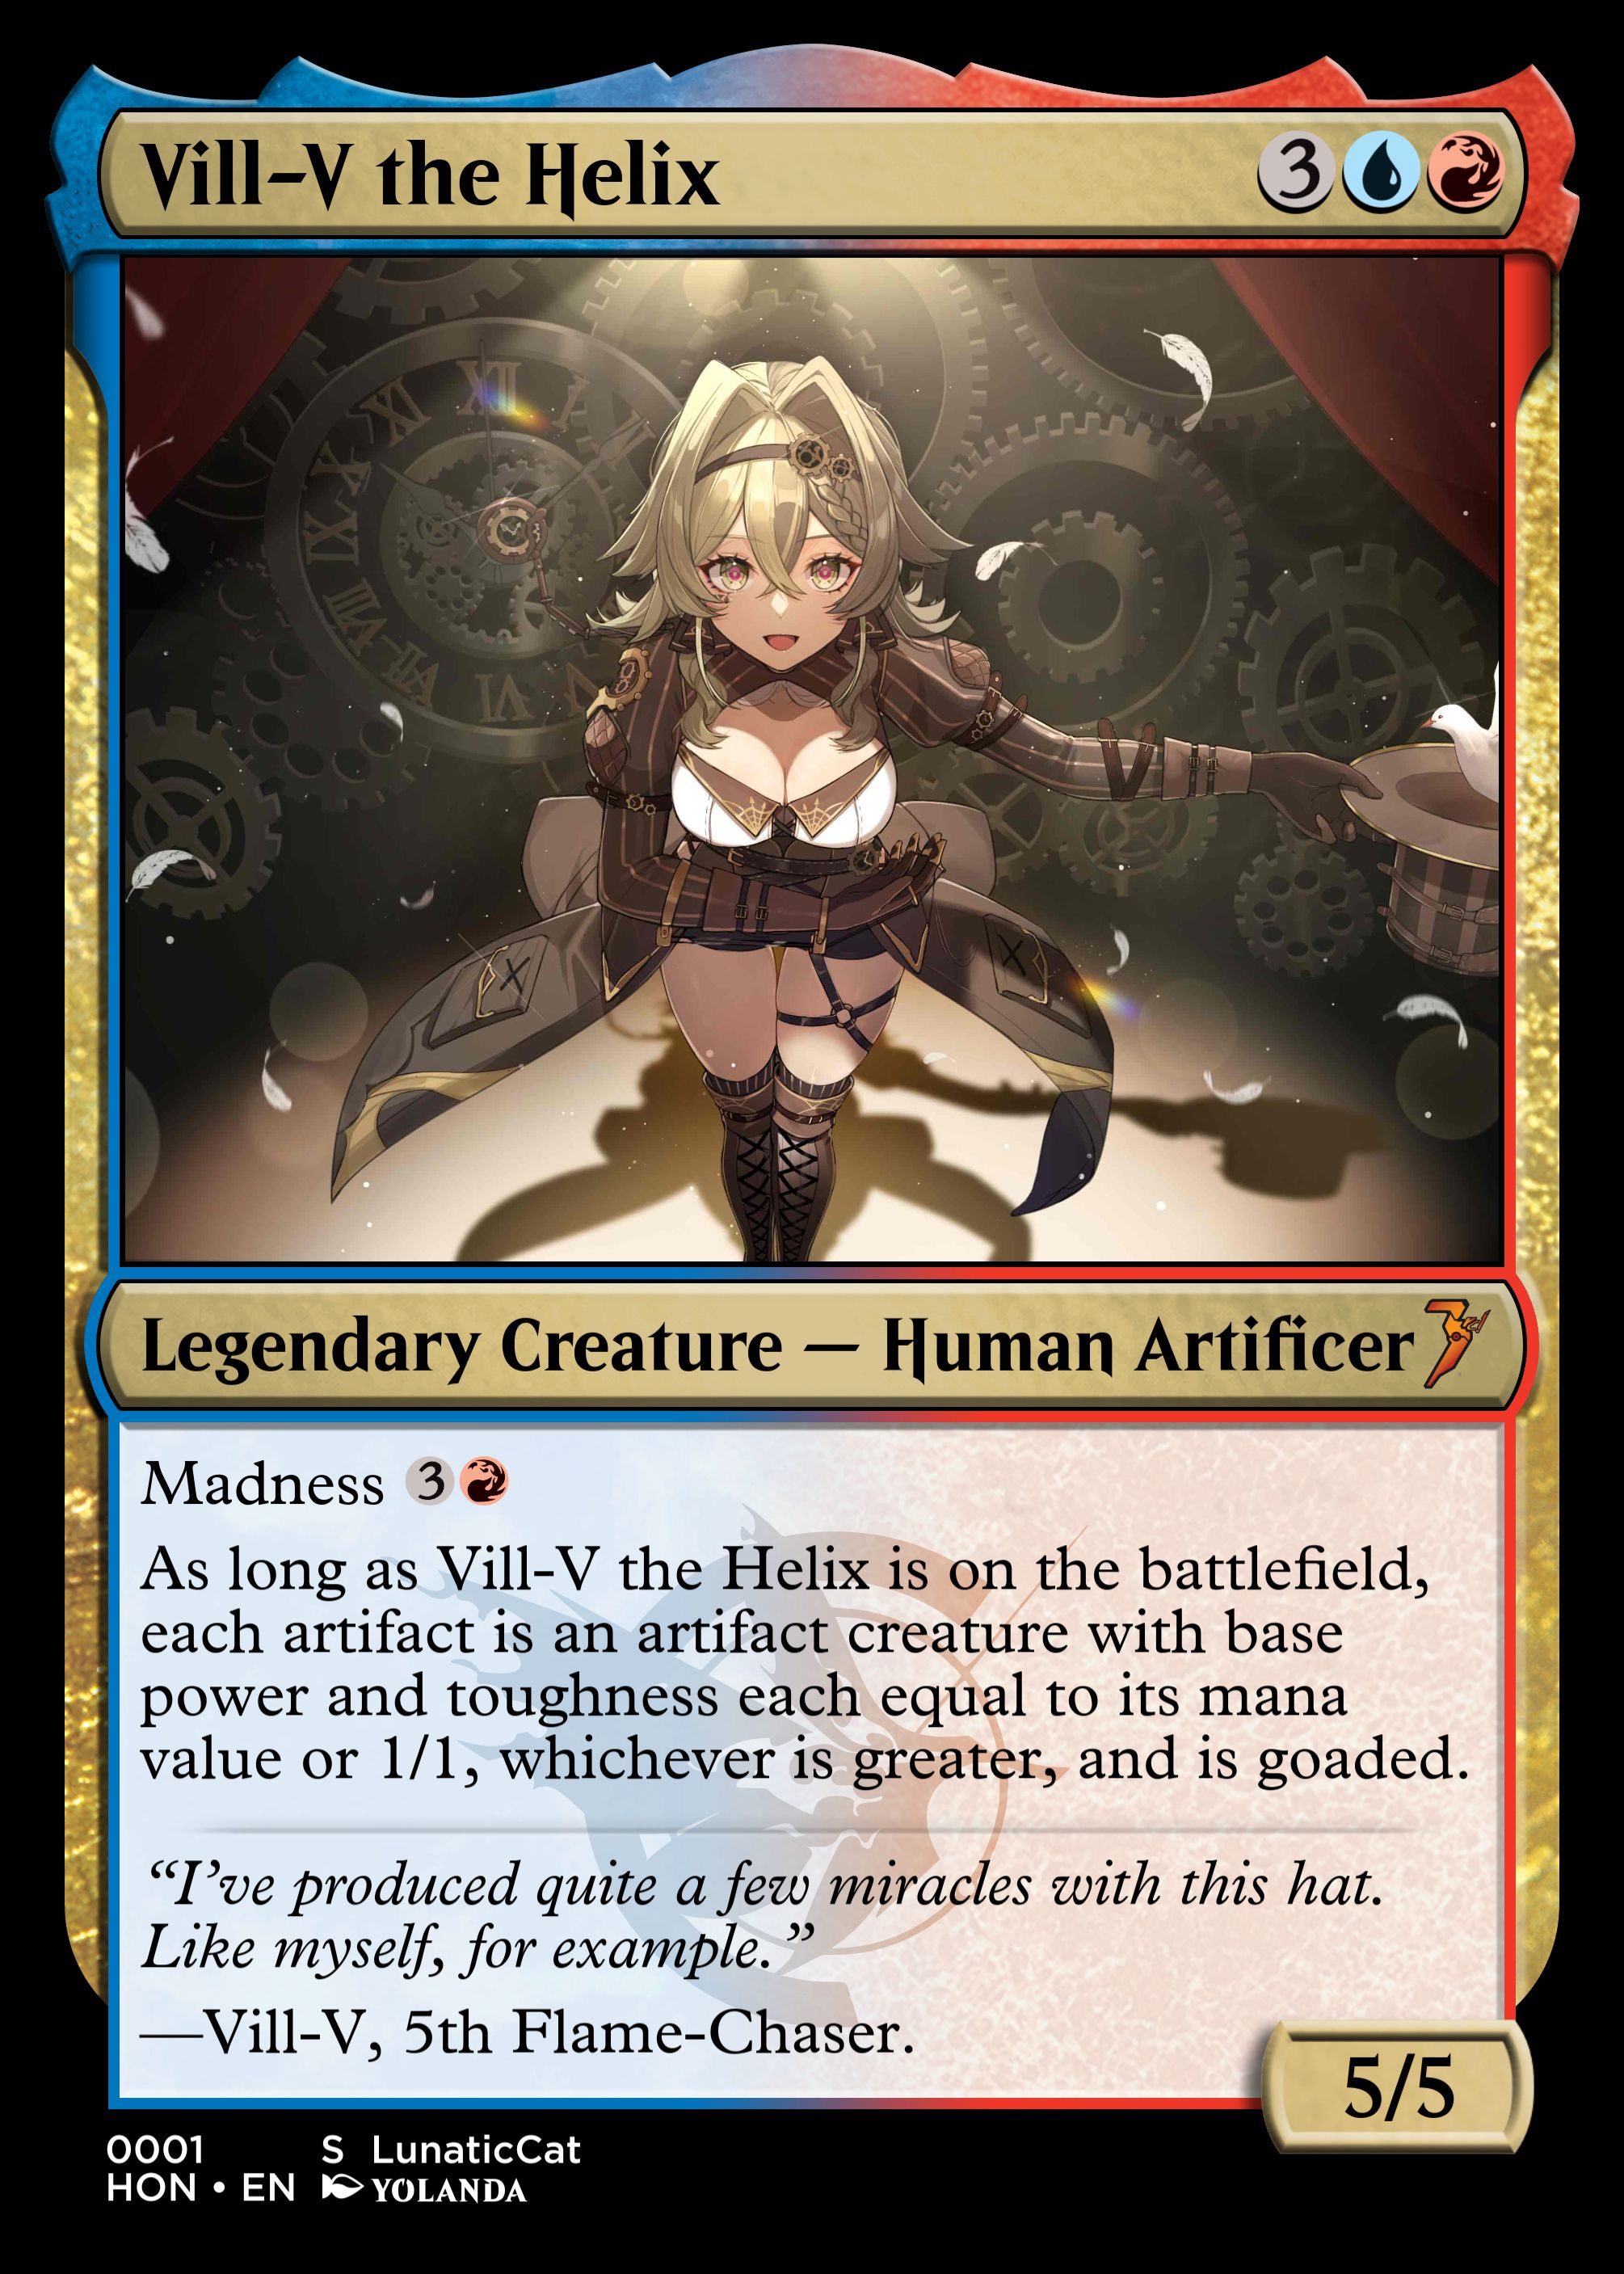 Vill-V the Helix 3
Legendary Creature — Human Artificer
Madness 3
As long as Vill-V the Helix is on the battlefield,
each artifact is an artifact creature with base
power and toughness each equal to its mana
value or 1/1, whichever is greater, and is goaded.
“I’ve produced quite a few miracles with this hat.
Like myself, for example.”
—Vill-V, 5th Flame-Chaser.
5/5
0001 S LunaticCat
HON • EN YOLANDA